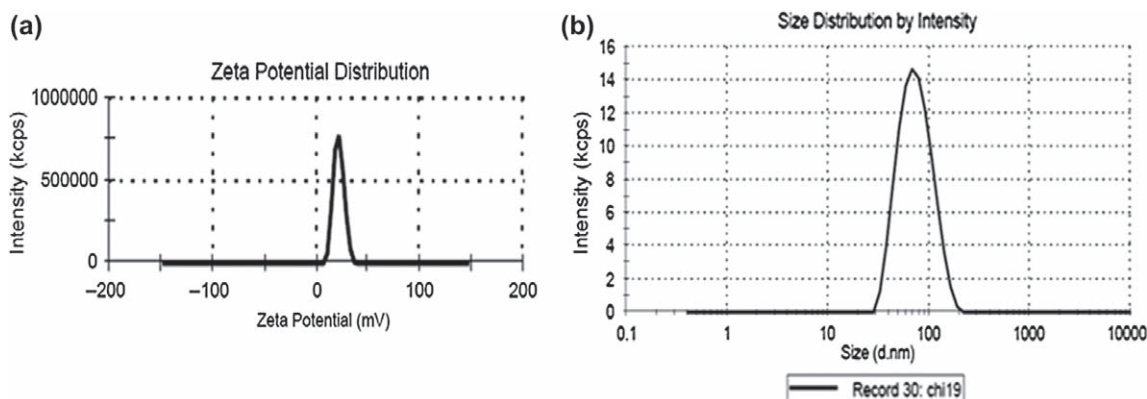 (a)
Zeta Potential Distribution
Intensity (kcps)
1000000
500000
0
–200 –100 0 100 200
Zeta Potential (mV)
(b)
Size Distribution by Intensity
Intensity (kcps)
16
14
12
10
8
6
4
2
0
0.1 1 10 100 1000 10000
Size (d.nm)
Record 30: chi19